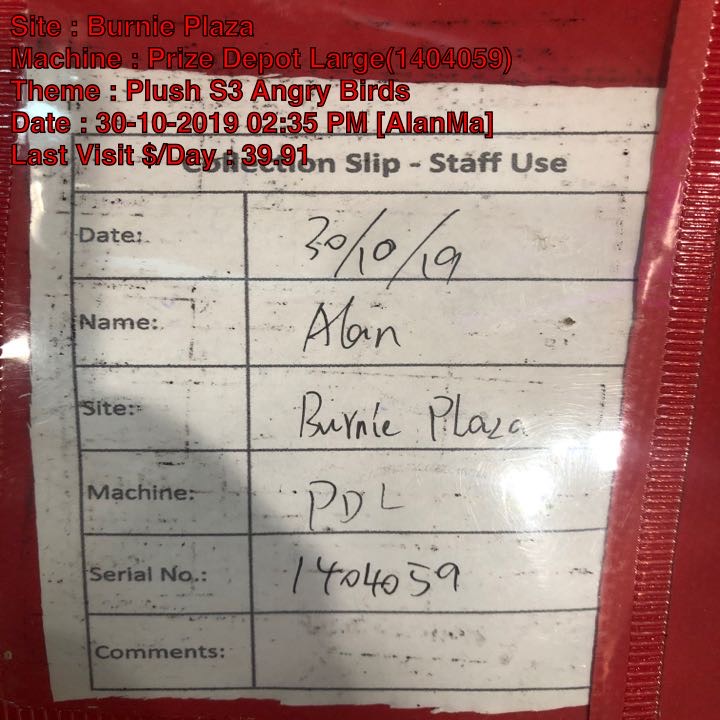 Site : Burnie Plaza
Machine : Prize Depot Large(1404059)
Theme : Plush S3 Angry Birds
Date : 30-10-2019 02:35 PM [AlanMa]
Last Visit $/Day : 39.91
Collection Slip - Staff Use
Date: 30/10/19
Name: Alan
Site: Burnie Plaza
Machine: PDL
Serial No.: 1404059
Comments: